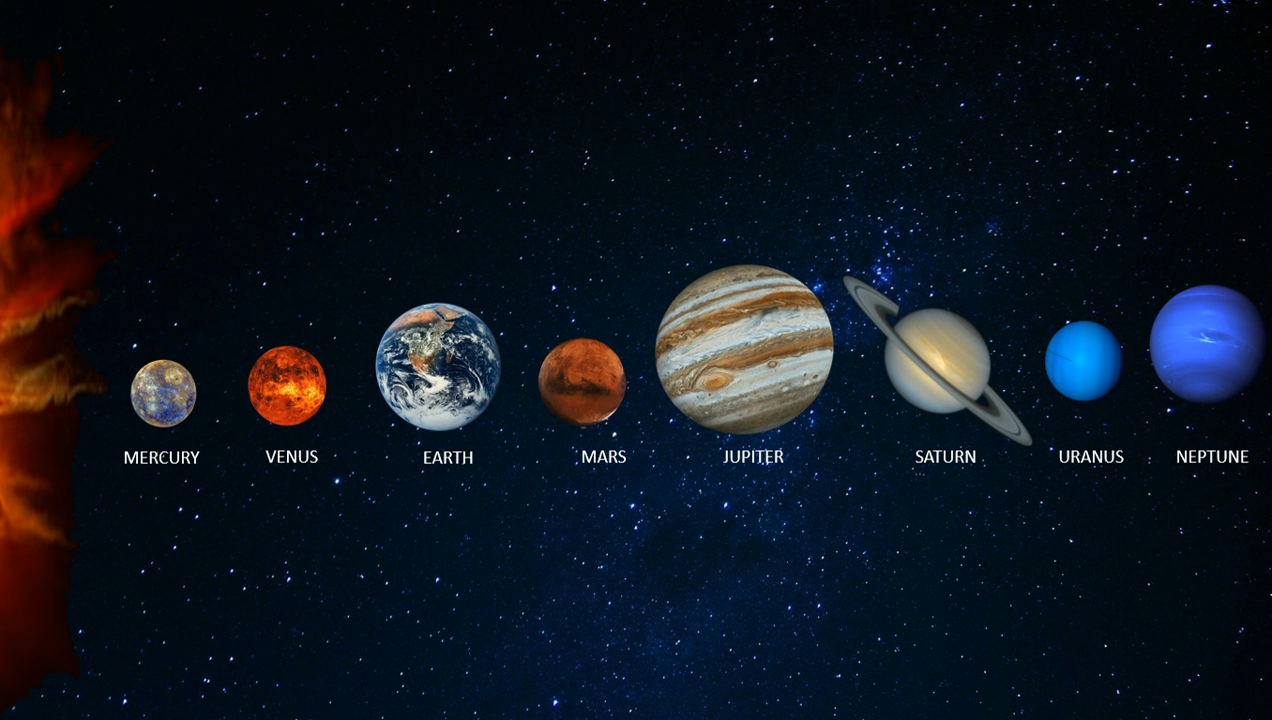 MERCURY
VENUS
EARTH
MARS
JUPITER
SATURN
URANUS
NEPTUNE